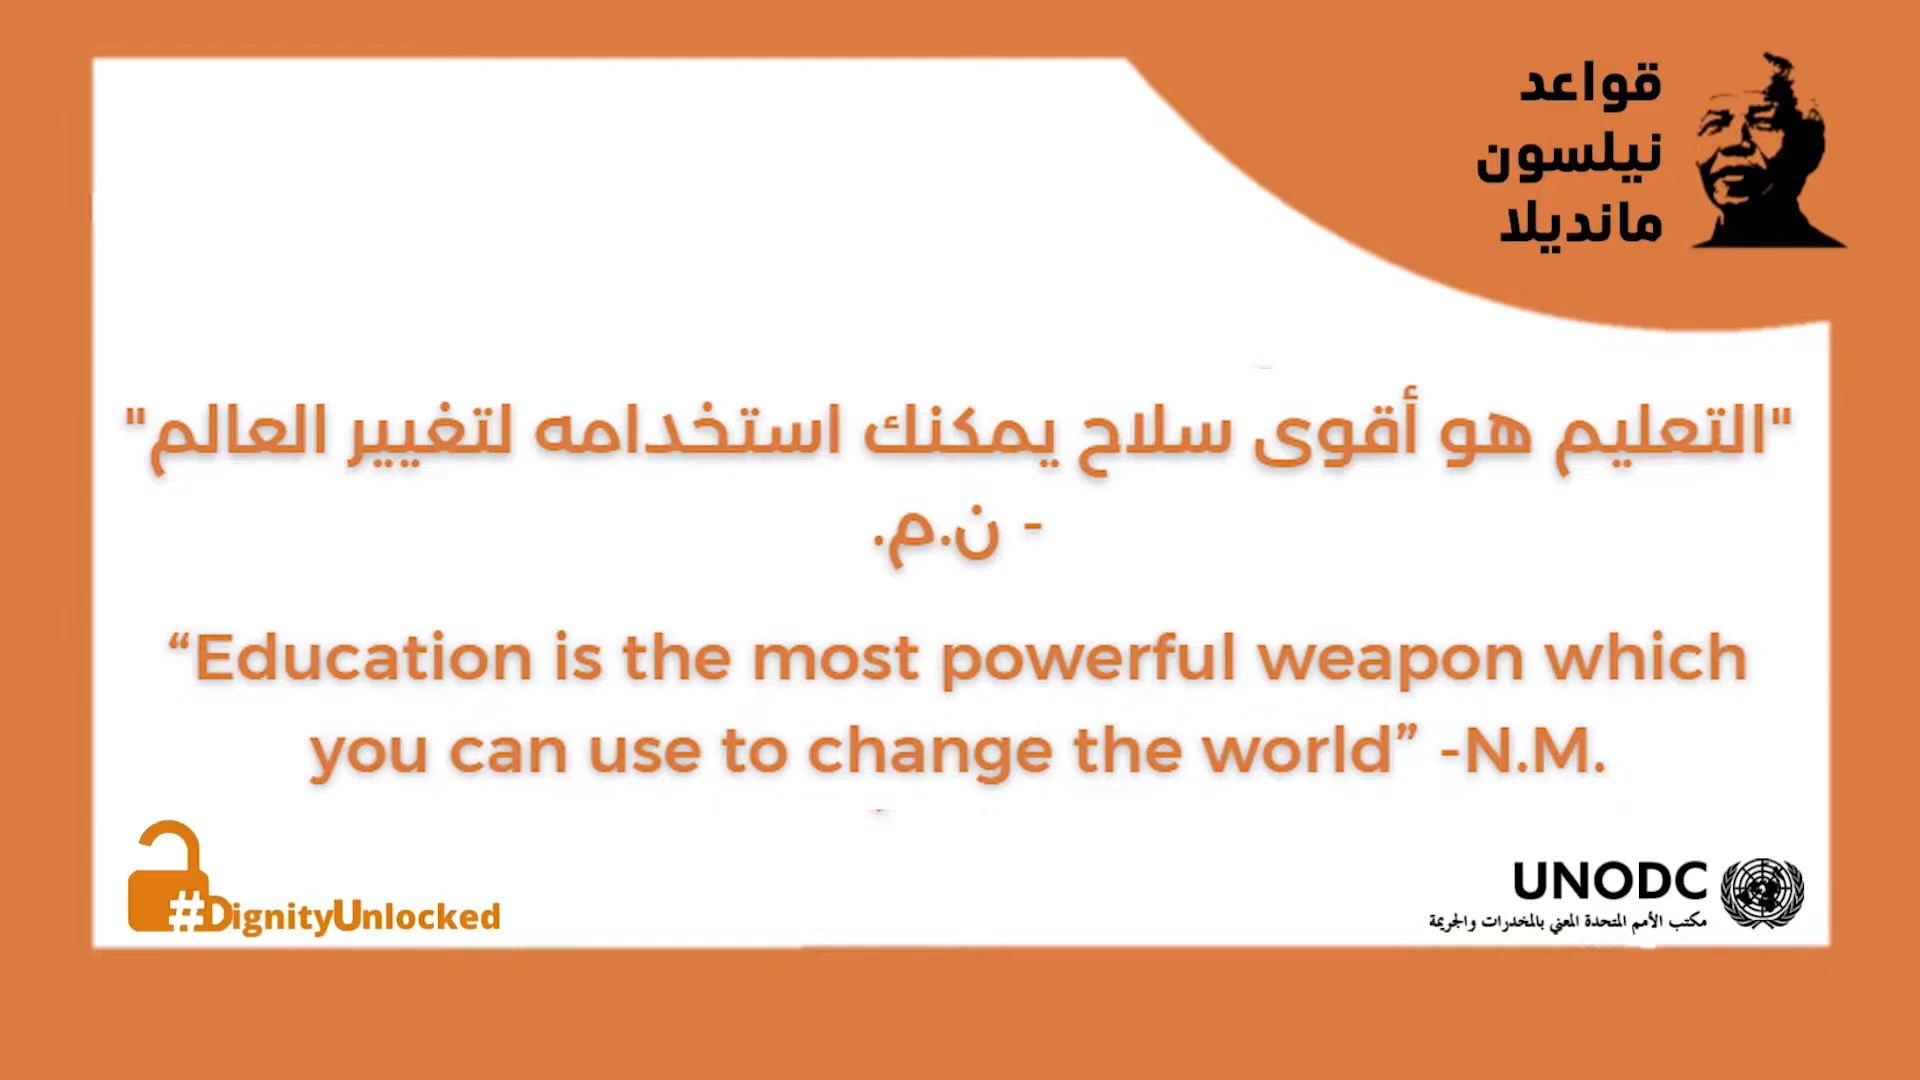 قواعد
نيلسون
مانديلا
"التعليم هو أقوى سلاح يمكنك استخدامه لتغيير العالم"
- ن.م.
“Education is the most powerful weapon which
you can use to change the world” -N.M.
#DignityUnlocked
UNODC
مكتب الأمم المتحدة المعني بالمخدرات والجريمة